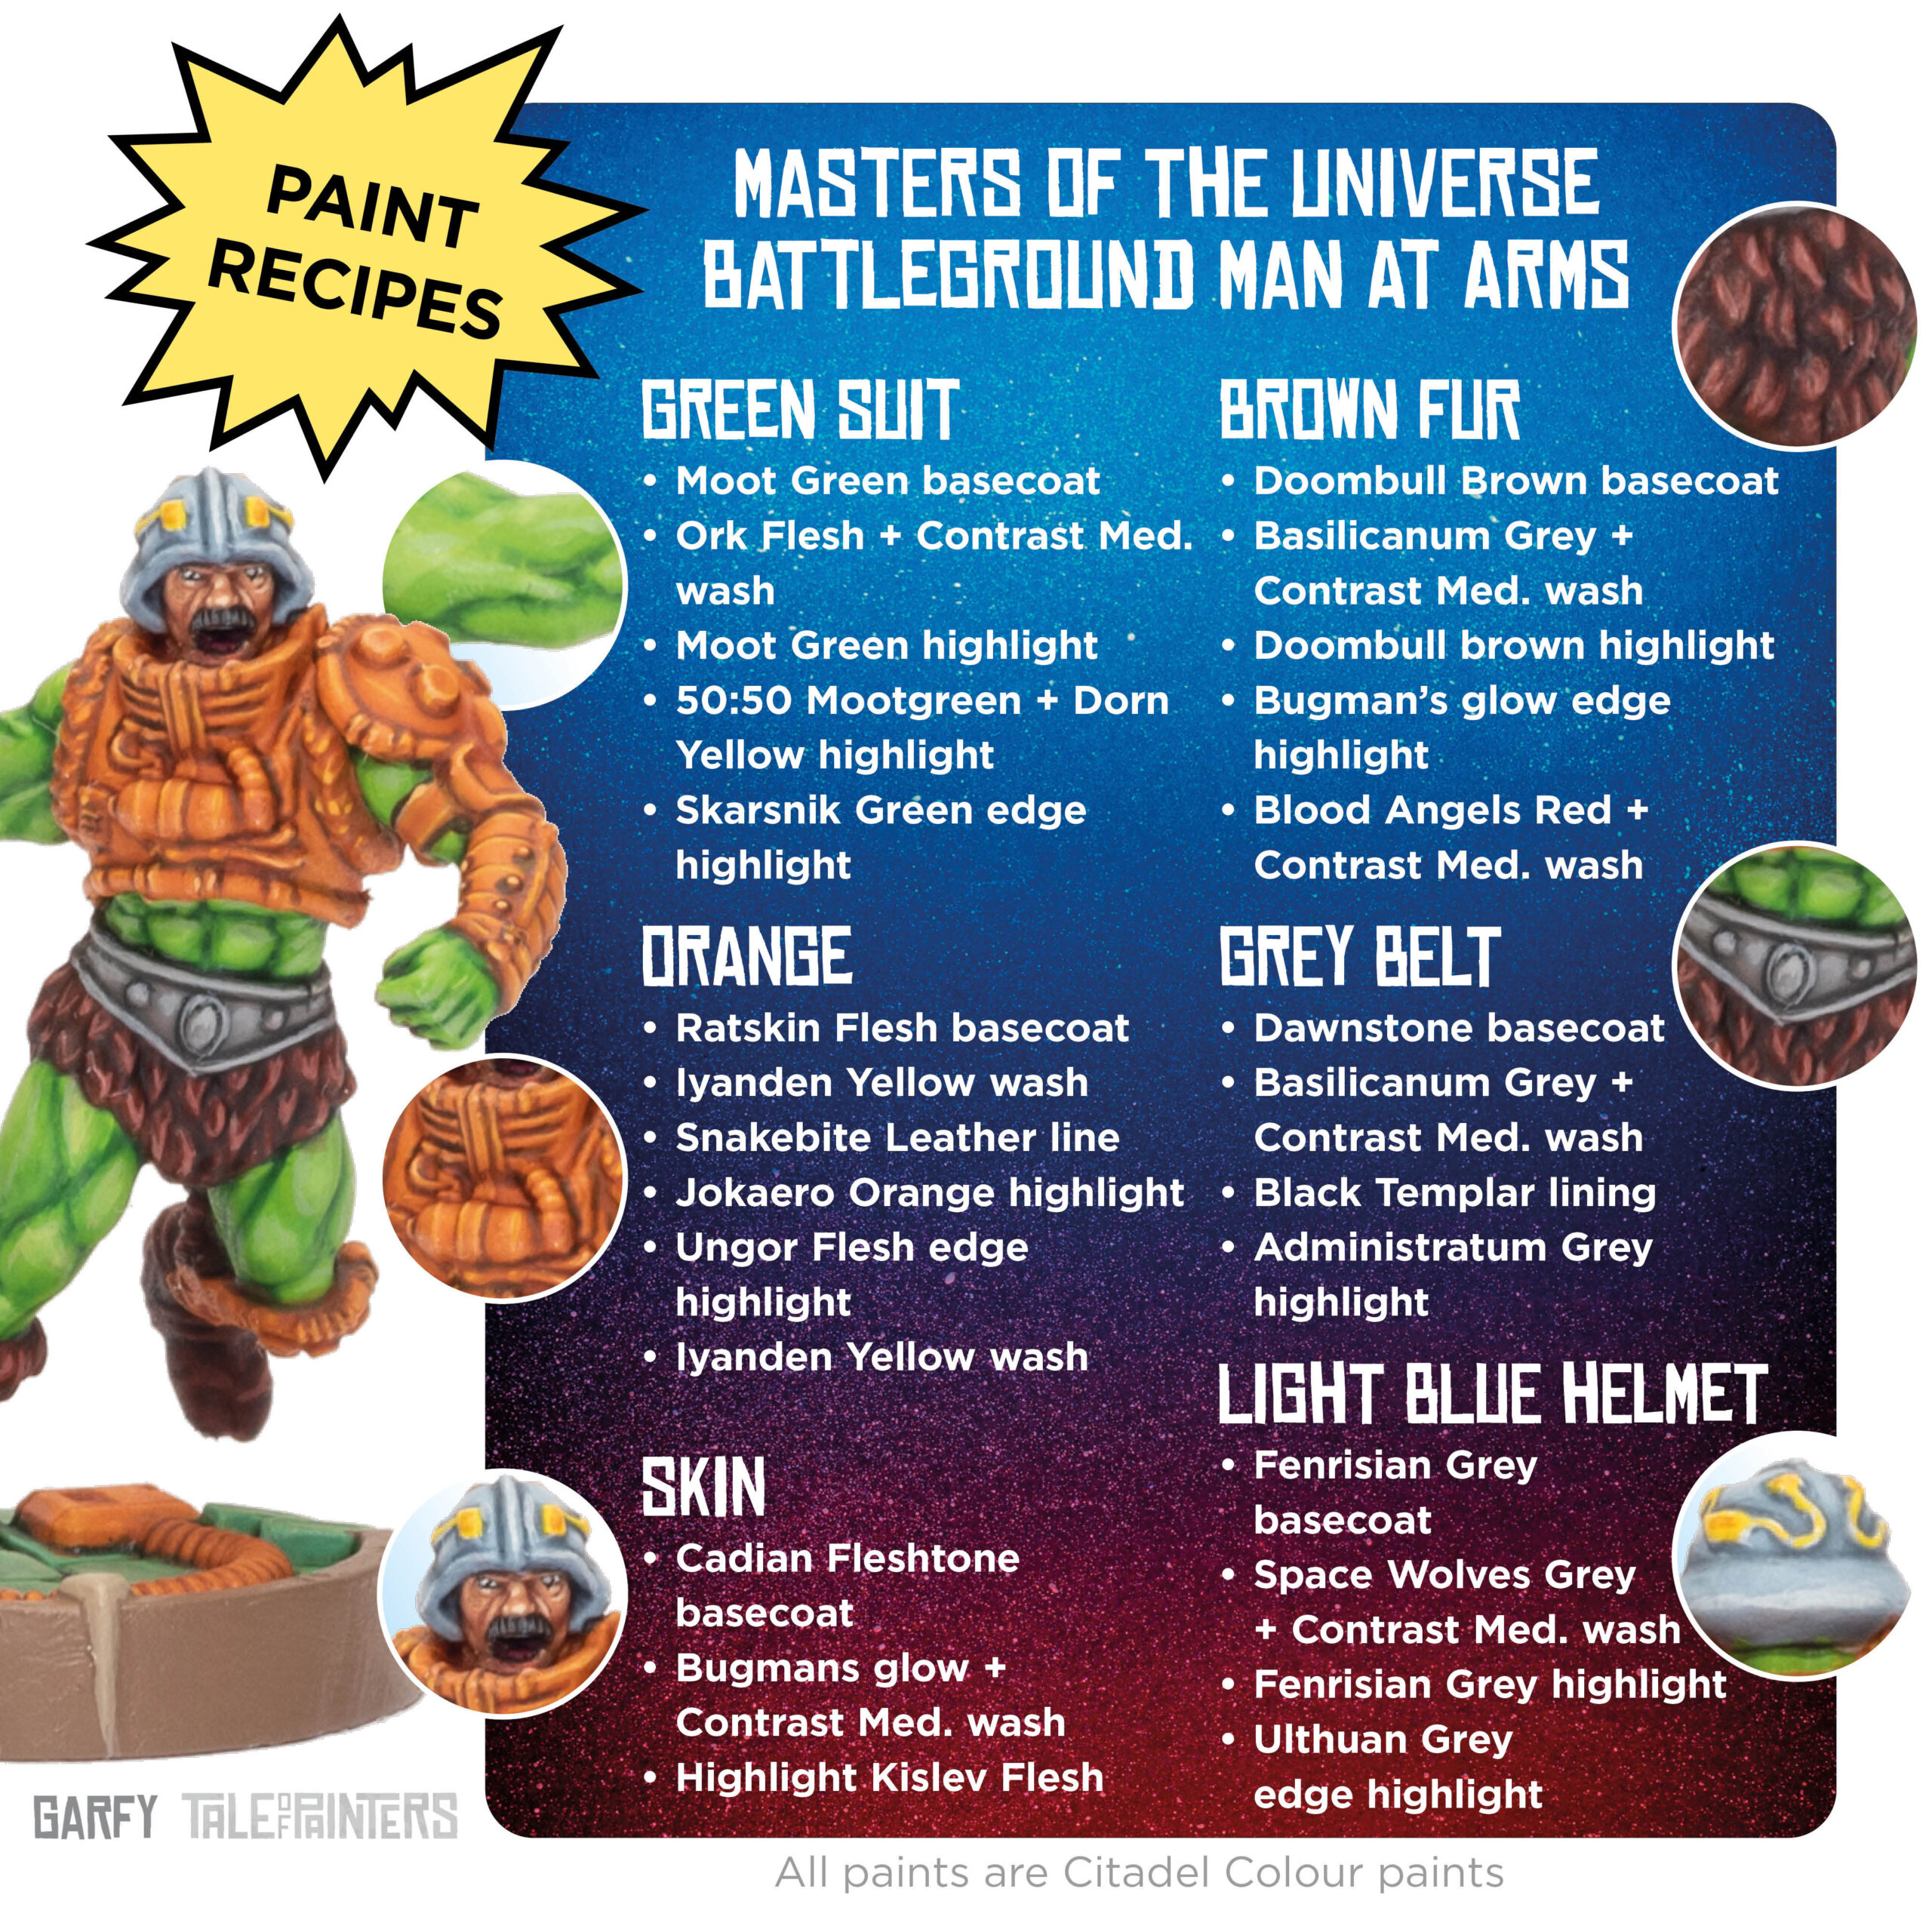 PAINT
RECIPES
MASTERS OF THE UNIVERSE
BATTLEGROUND MAN AT ARMS
GREEN SUIT
• Moot Green basecoat
• Ork Flesh + Contrast Med.
wash
• Moot Green highlight
• 50:50 Mootgreen + Dorn
Yellow highlight
• Skarsnik Green edge
highlight
ORANGE
• Ratskin Flesh basecoat
• Iyanden Yellow wash
• Snakebite Leather line
• Jokaero Orange highlight
• Ungor Flesh edge
highlight
• Iyanden Yellow wash
SKIN
• Cadian Fleshtone
basecoat
• Bugmans glow +
Contrast Med. wash
• Highlight Kislev Flesh
BROWN FUR
• Doombull Brown basecoat
• Basilicanum Grey +
Contrast Med. wash
• Doombull brown highlight
• Bugman's glow edge
highlight
• Blood Angels Red +
Contrast Med. wash
GREY BELT
• Dawnstone basecoat
• Basilicanum Grey +
Contrast Med. wash
• Black Templar lining
• Administratum Grey
highlight
LIGHT BLUE HELMET
• Fenrisian Grey
basecoat
• Space Wolves Grey
+ Contrast Med. wash
• Fenrisian Grey highlight
• Ulthuan Grey
edge highlight
GARFY TALE OF PAINTERS
All paints are Citadel Colour paints